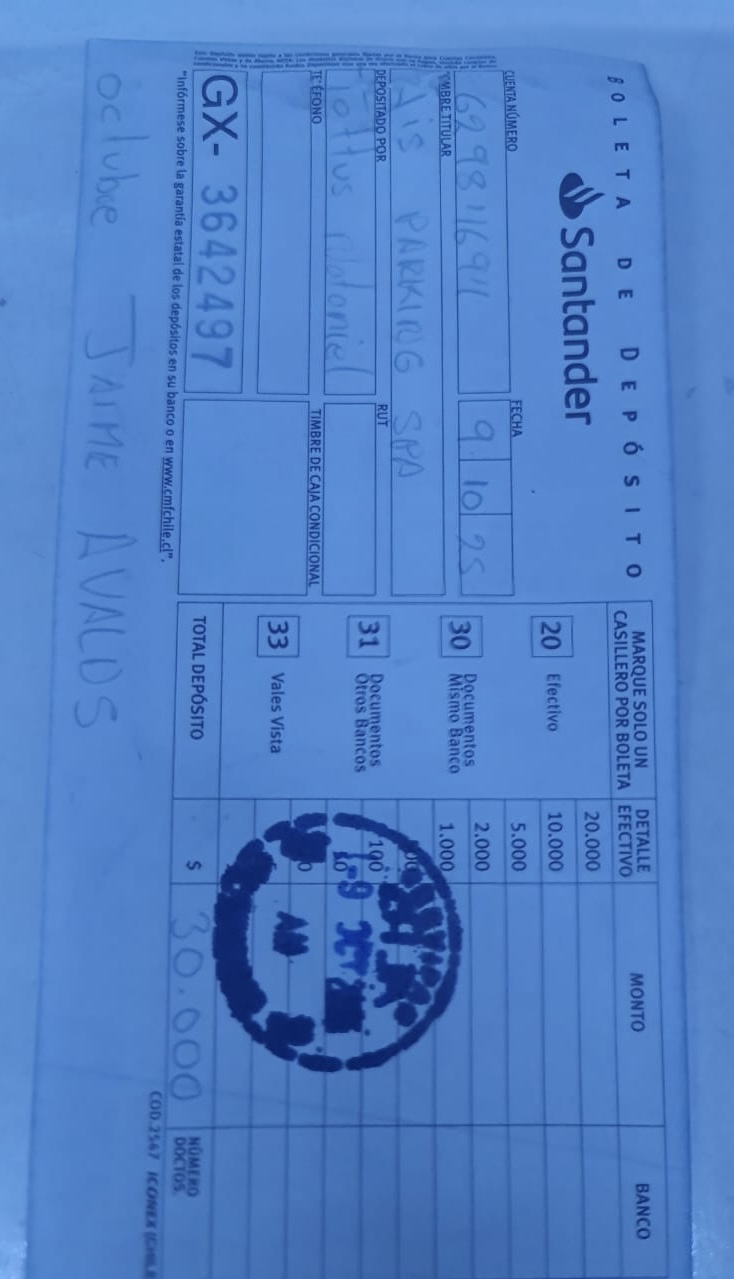 BOLETA DE DEPÓSITO
Santander
CUENTA NÚMERO
FECHA
9 10 25
MBRE TITULAR
PARKING SPA
DEPOSITADO POR
RUT
TELÉFONO
TIMBRE DE CAJA CONDICIONAL
GX- 3642497
"Infórmese sobre la garantía estatal de los depósitos en su banco o en www.cmfchile.cl".
octubre JAIME AVALOS
MARQUE SOLO UN
CASILLERO POR BOLETA
20 Efectivo
30 Documentos
Mismo Banco
31 Documentos
Otros Bancos
33 Vales Vista
TOTAL DEPÓSITO
DETALLE
EFECTIVO
MONTO
BANCO
20.000
10.000
5.000
2.000
1.000
100
$ 30.000
NÚMERO
DOCTOS.
COD.2547 ICONEX